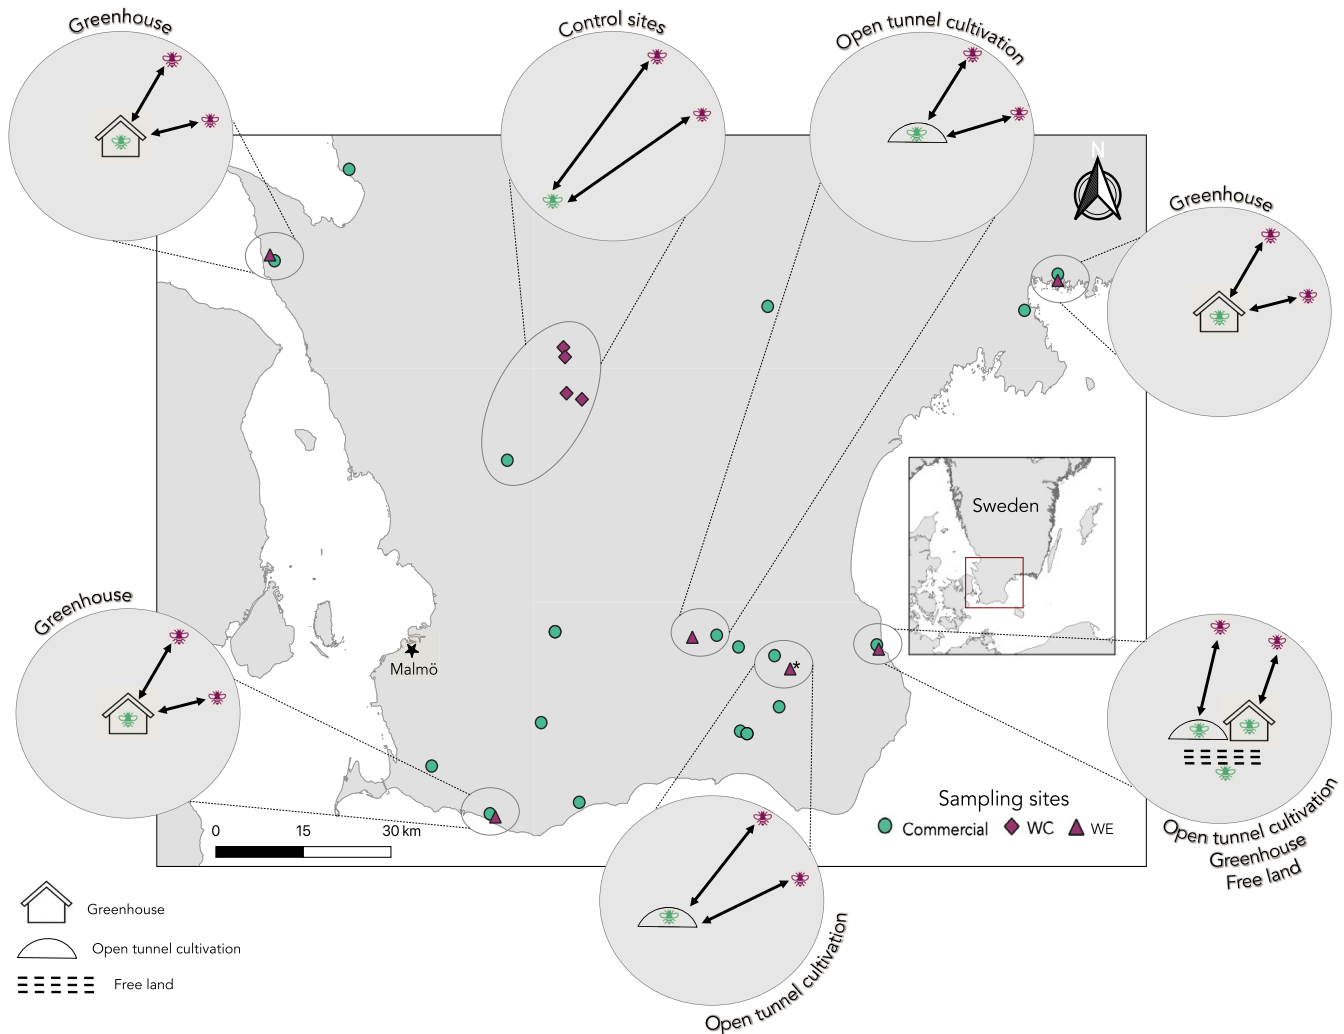 Greenhouse
Control sites
Open tunnel cultivation
N
Greenhouse
Sweden
Greenhouse
Malmö
*
0 15 30 km
Sampling sites
Commercial WC WE
Open tunnel cultivation
Greenhouse
Free land
Open tunnel cultivation
Greenhouse
Open tunnel cultivation
Free land